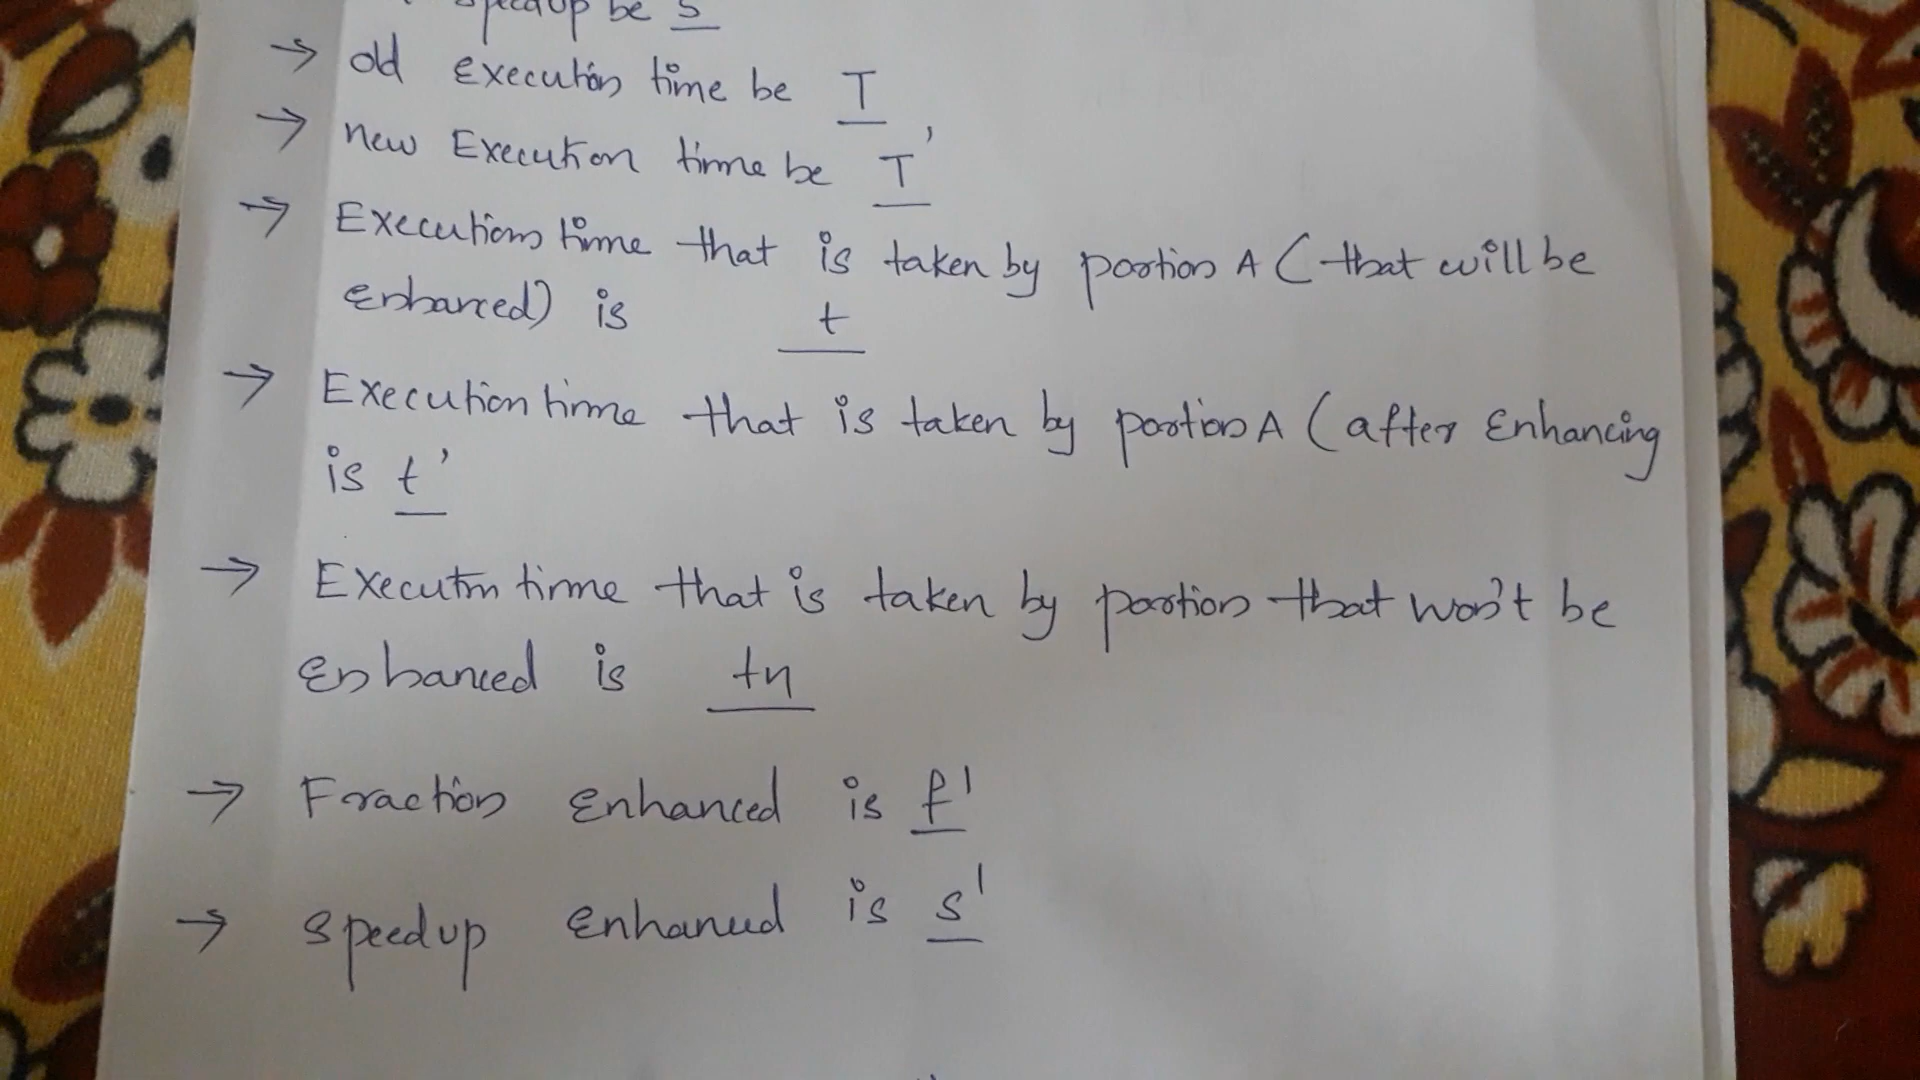 speedup be s
→ old execution time be T
→ new Execution time be T'
→ Execution time that is taken by portion A (that will be
enhanced) is t
→ Execution time that is taken by portion A (after Enhancing
is t'
→ Execution time that is taken by portion that won't be
enhanced is tn
→ Fraction enhanced is f'
→ speedup enhanced is s'